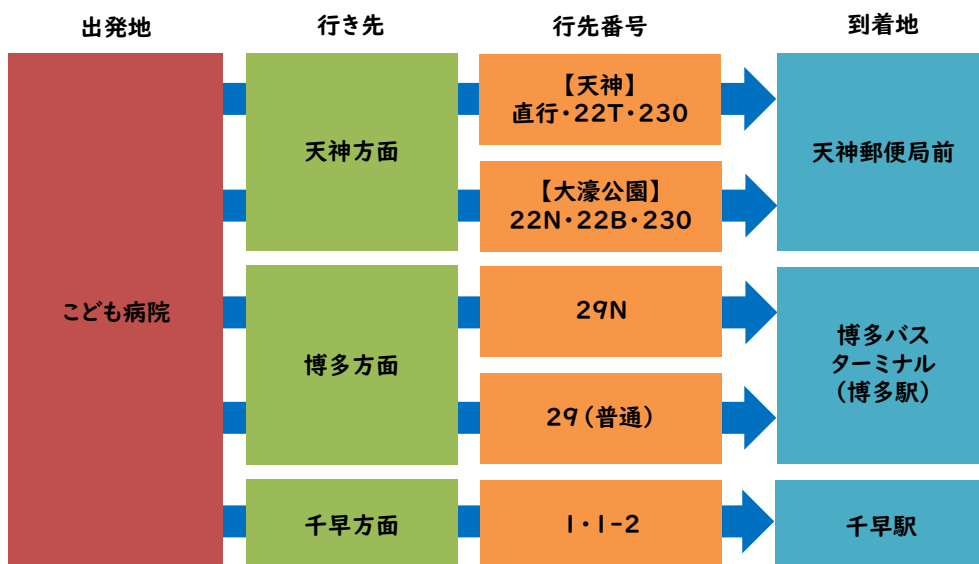 出発地
行き先
行先番号
到着地
こども病院
天神方面
【天神】
直行・22T・230
天神郵便局前
【大濠公園】
22N・22B・230
博多方面
29N
博多バス
ターミナル
(博多駅)
29(普通)
千早方面
1・1-2
千早駅